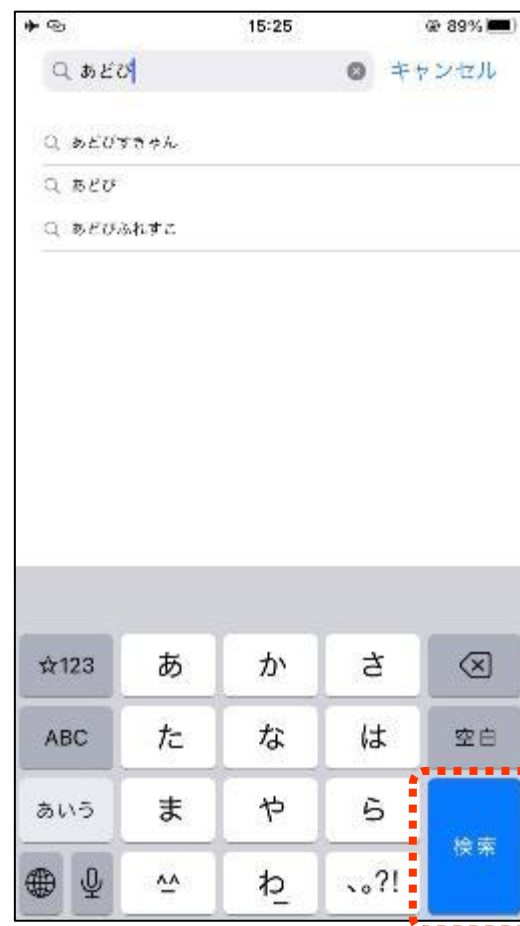 15:25 89%
あどび キャンセル
あどびすきゃん
あどび
あどびふれすこ
☆123 あ か さ
ABC た な は 空白
あいう ま や ら 検索
^^ わ_ 、。?!